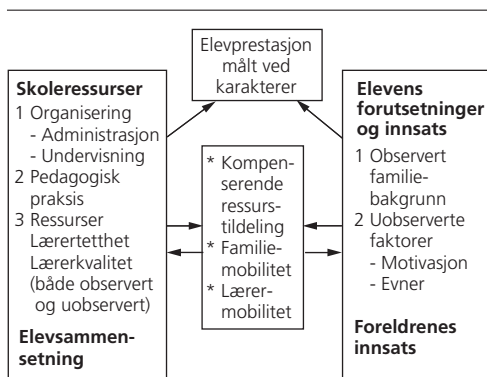 Elevprestasjon
målt ved
karakterer
Skoleressurser
1 Organisering
- Administrasjon
- Undervisning
2 Pedagogisk
praksis
3 Ressurser
Lærertetthet
Lærerkvalitet
(både observert
og uobservert)
Elevsammen-
setning
* Kompen-
serende
ressurs-
tildeling
* Familie-
mobilitet
* Lærer-
mobilitet
Elevens
forutsetninger
og innsats
1 Observert
familie-
bakgrunn
2 Uobserverte
faktorer
- Motivasjon
- Evner
Foreldrenes
innsats